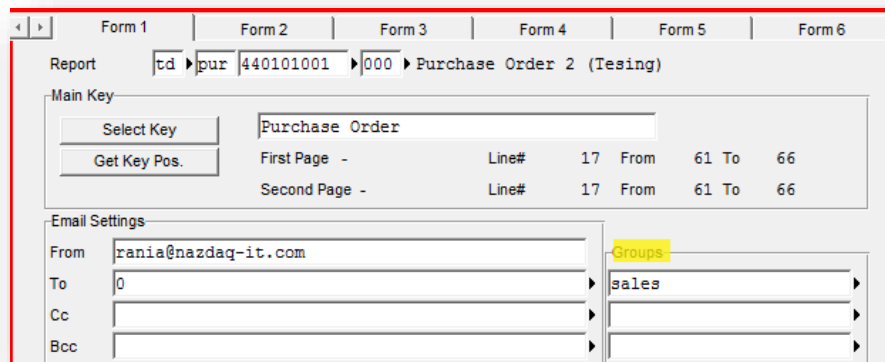 Form 1 Form 2 Form 3 Form 4 Form 5 Form 6
Report td pur 440101001 000 Purchase Order 2 (Tesing)
Main Key
Select Key Purchase Order
Get Key Pos. First Page - Line# 17 From 61 To 66
Second Page - Line# 17 From 61 To 66
Email Settings
From rania@nazdaq-it.com Groups
To 0 sales
Cc
Bcc